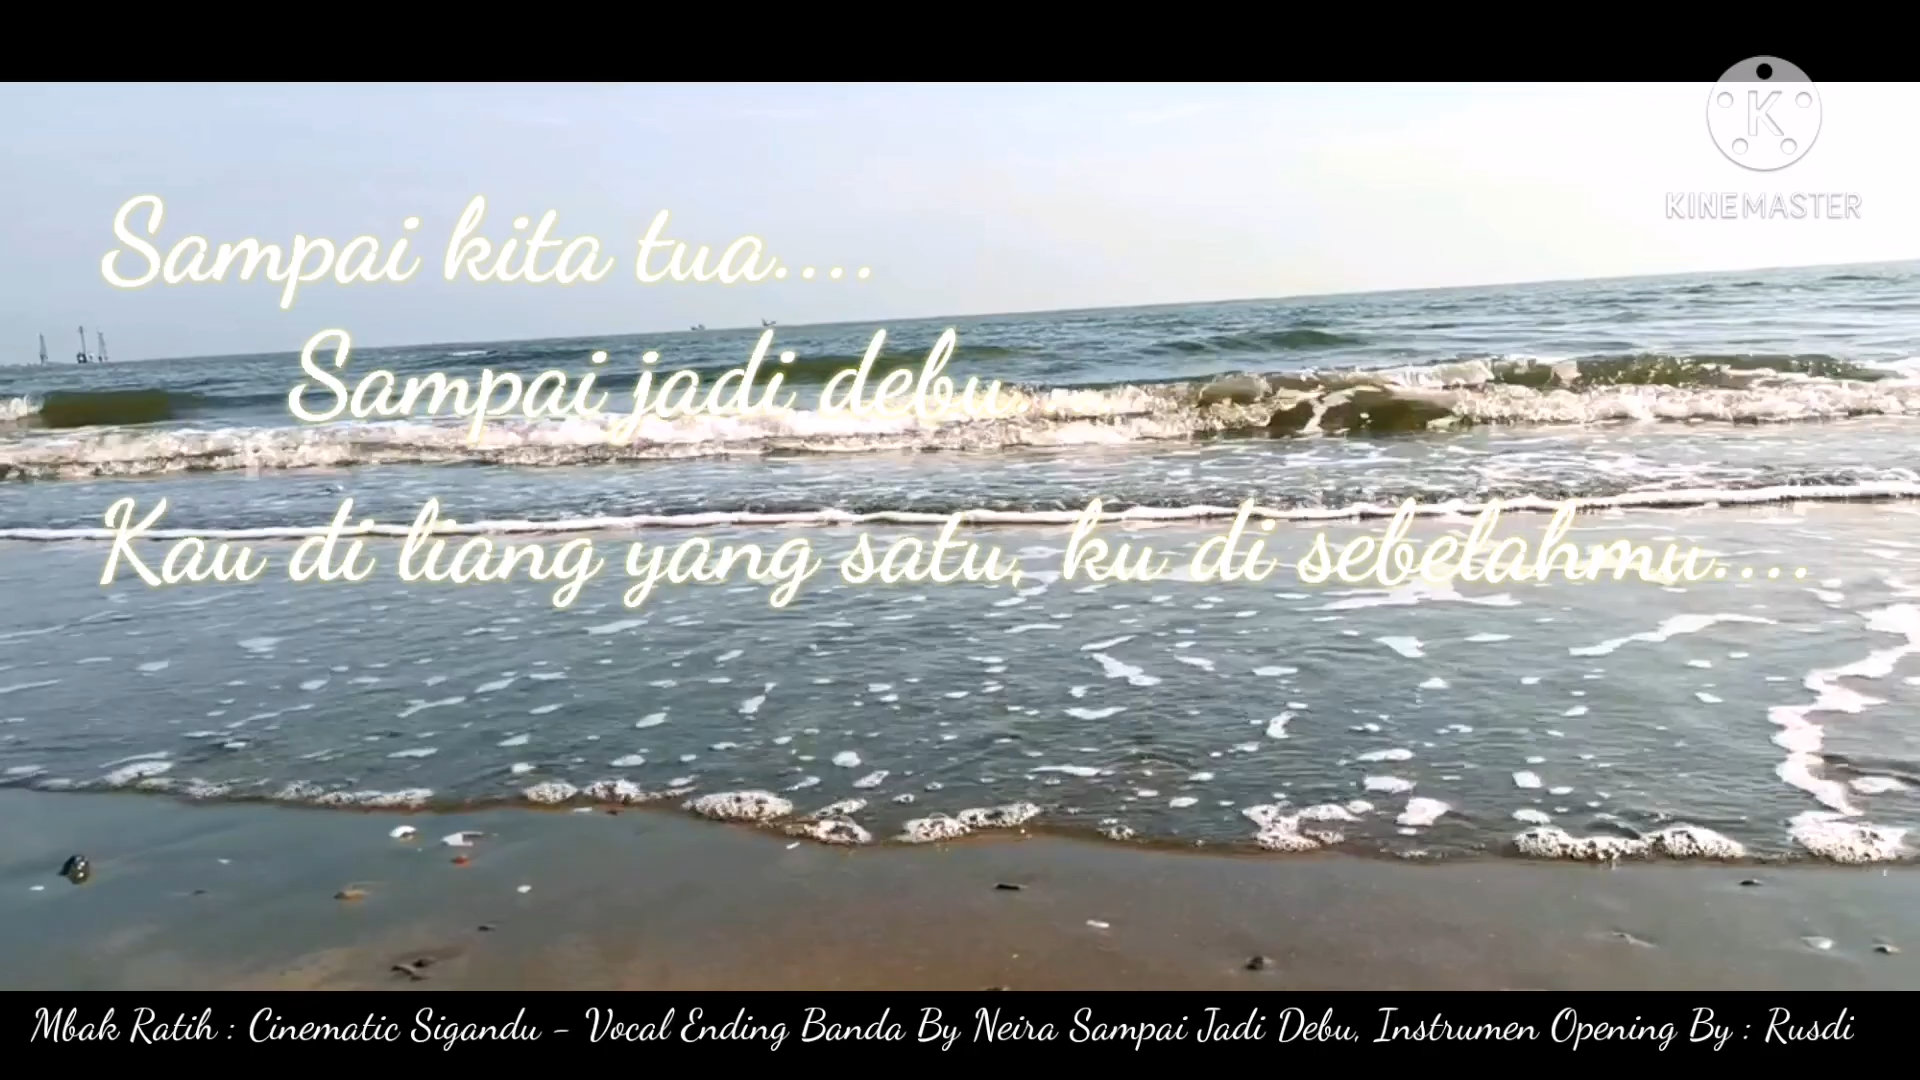 KINEMASTER
Sampai kita tua....
Sampai jadi debu....
Kau di liang yang satu, ku di sebelahmu....
Mbak Ratih : Cinematic Sigandu - Vocal Ending Banda By Neira Sampai Jadi Debu, Instrumen Opening By : Rusdi